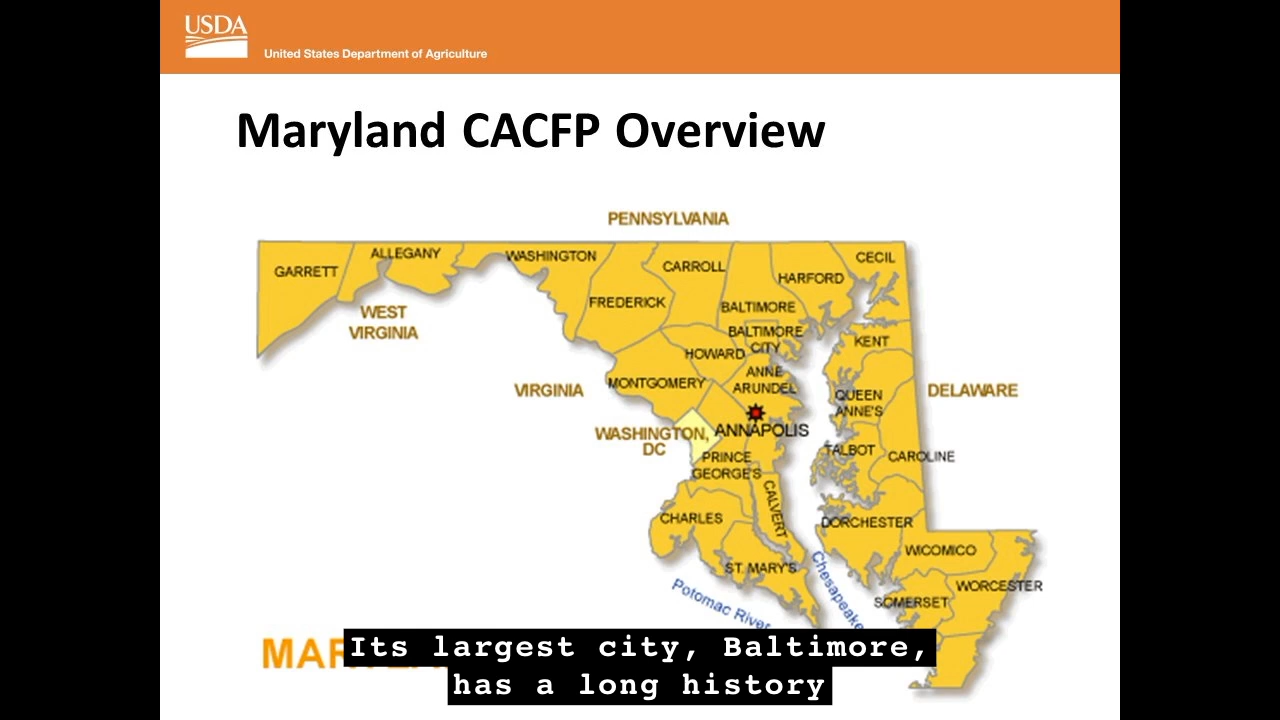 USDA
United States Department of Agriculture
Maryland CACFP Overview
PENNSYLVANIA
GARRETT
ALLEGANY
WASHINGTON
CARROLL
HARFORD
CECIL
FREDERICK
BALTIMORE
WEST
VIRGINIA
BALTIMORE
CITY
HOWARD
KENT
ANNE
ARUNDEL
MONTGOMERY
VIRGINIA
QUEEN
ANNE'S
DELAWARE
WASHINGTON,
DC
ANNAPOLIS
TALBOT
CAROLINE
PRINCE
GEORGE'S
CALVERT
CHARLES
DORCHESTER
WICOMICO
ST. MARY'S
WORCESTER
SOMERSET
Potomac River
Chesapeake
Its largest city, Baltimore,
has a long history